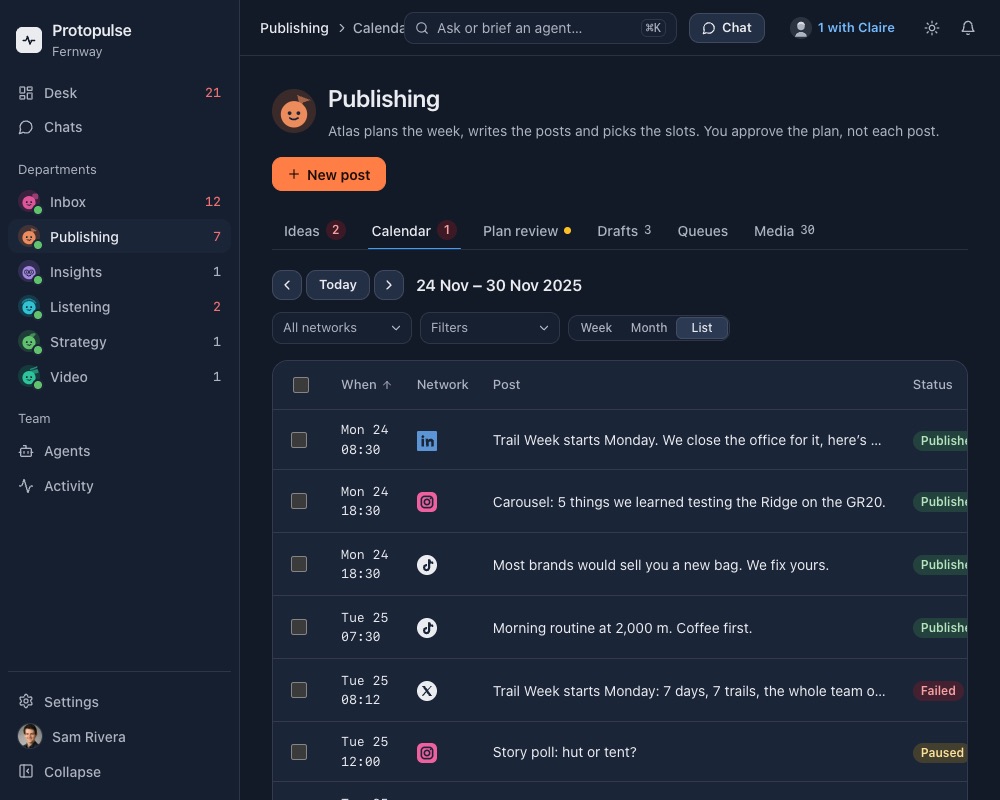 Protopulse
Fernway
Desk 21
Chats
Departments
Inbox 12
Publishing 7
Insights 1
Listening 2
Strategy 1
Video 1
Team
Agents
Activity
Settings
Sam Rivera
Collapse
Publishing > Calenda
Ask or brief an agent… ⌘K
Chat
1 with Claire
Publishing
Atlas plans the week, writes the posts and picks the slots. You approve the plan, not each post.
+ New post
Ideas 2 Calendar 1 Plan review Drafts 3 Queues Media 30
Today 24 Nov – 30 Nov 2025
All networks Filters Week Month List
When ↑ Network Post Status
Mon 24
08:30
in
Trail Week starts Monday. We close the office for it, here’s …
Publishe
Mon 24
18:30
Carousel: 5 things we learned testing the Ridge on the GR20.
Publishe
Mon 24
18:30
Most brands would sell you a new bag. We fix yours.
Publishe
Tue 25
07:30
Morning routine at 2,000 m. Coffee first.
Publishe
Tue 25
08:12
X
Trail Week starts Monday: 7 days, 7 trails, the whole team o…
Failed
Tue 25
12:00
Story poll: hut or tent?
Paused